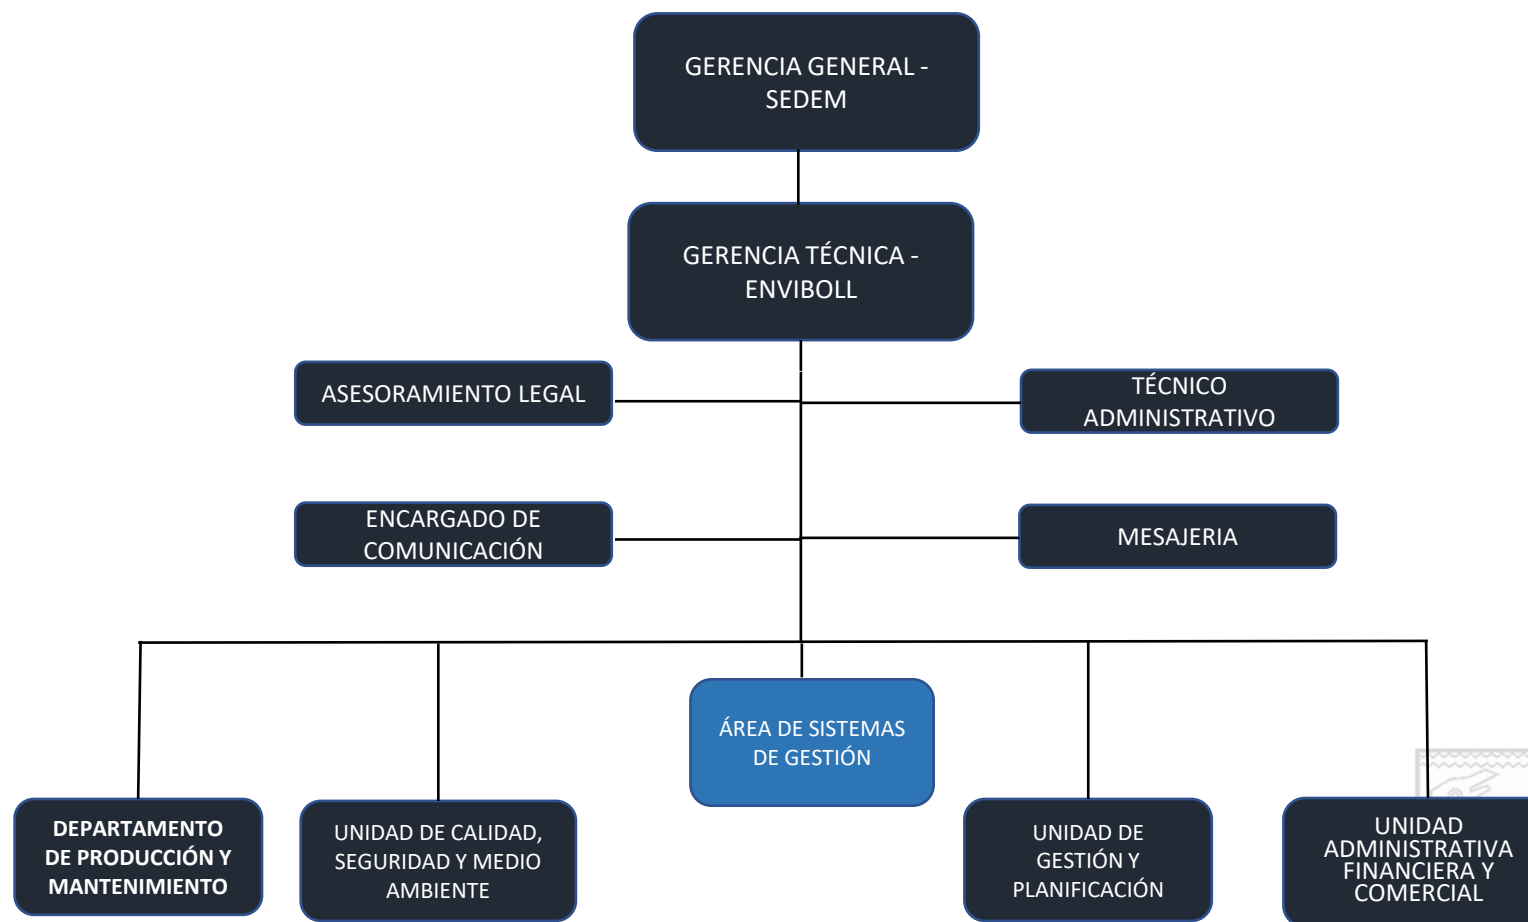 GERENCIA GENERAL -
SEDEM
GERENCIA TÉCNICA -
ENVIBOLL
ASESORAMIENTO LEGAL
TÉCNICO
ADMINISTRATIVO
ENCARGADO DE
COMUNICACIÓN
MESAJERIA
ÁREA DE SISTEMAS
DE GESTIÓN
DEPARTAMENTO
DE PRODUCCIÓN Y
MANTENIMIENTO
UNIDAD DE CALIDAD,
SEGURIDAD Y MEDIO
AMBIENTE
UNIDAD DE
GESTIÓN Y
PLANIFICACIÓN
UNIDAD
ADMINISTRATIVA
FINANCIERA Y
COMERCIAL